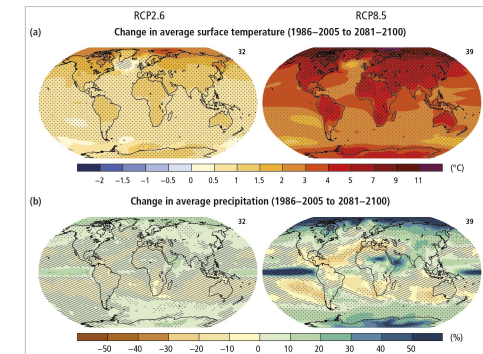 RCP2.6 RCP8.5
(a) Change in average surface temperature (1986−2005 to 2081−2100)
32 39
−2 −1.5 −1 −0.5 0 0.5 1 1.5 2 3 4 5 7 9 11 (°C)
(b) Change in average precipitation (1986−2005 to 2081−2100)
32 39
−50 −40 −30 −20 −10 0 10 20 30 40 50 (%)